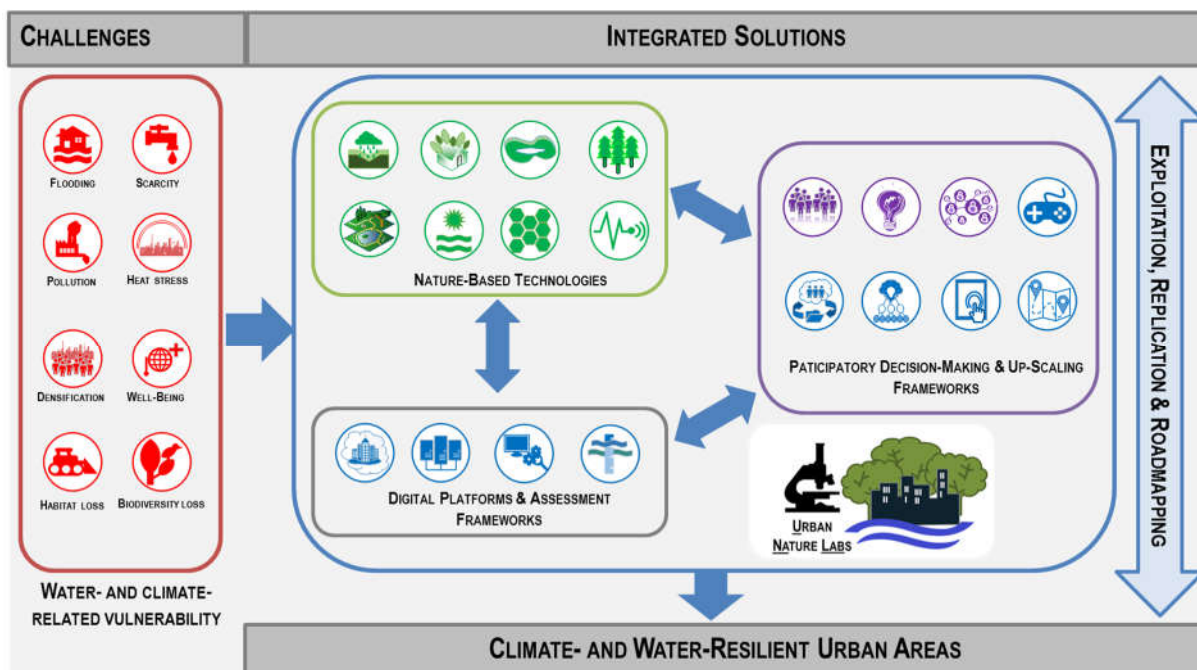 CHALLENGES
INTEGRATED SOLUTIONS
FLOODING
SCARCITY
POLLUTION
HEAT STRESS
DENSIFICATION
WELL-BEING
HABITAT LOSS
BIODIVERSITY LOSS
WATER- AND CLIMATE-
RELATED VULNERABILITY
NATURE-BASED TECHNOLOGIES
PATICIPATORY DECISION-MAKING & UP-SCALING
FRAMEWORKS
DIGITAL PLATFORMS & ASSESSMENT
FRAMEWORKS
URBAN
NATURE LABS
EXPLOITATION, REPLICATION & ROADMAPPING
CLIMATE- AND WATER-RESILIENT URBAN AREAS